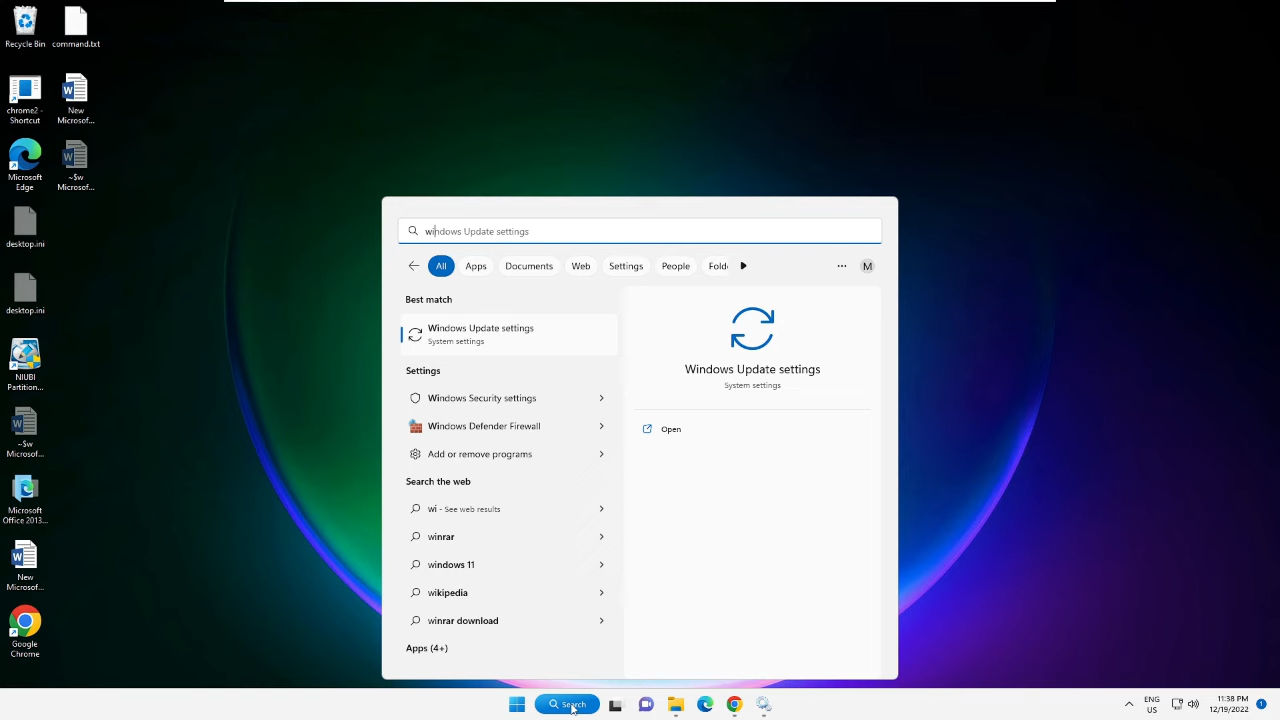 Recycle Bin
command.txt
chrome2 -
Shortcut
New
Microsof...
Microsoft
Edge
~$w
Microsof...
desktop.ini
desktop.ini
NIUBI
Partition...
~$w
Microsof...
Microsoft
Office 2013...
New
Microsof...
Google
Chrome
windows Update settings
All Apps Documents Web Settings People Fold
M
Best match
Windows Update settings
System settings
Settings
Windows Security settings
Windows Defender Firewall
Add or remove programs
Search the web
wi - See web results
winrar
windows 11
wikipedia
winrar download
Apps (4+)
Windows Update settings
System settings
Open
Search
ENG
US
11:38 PM
12/19/2022
1